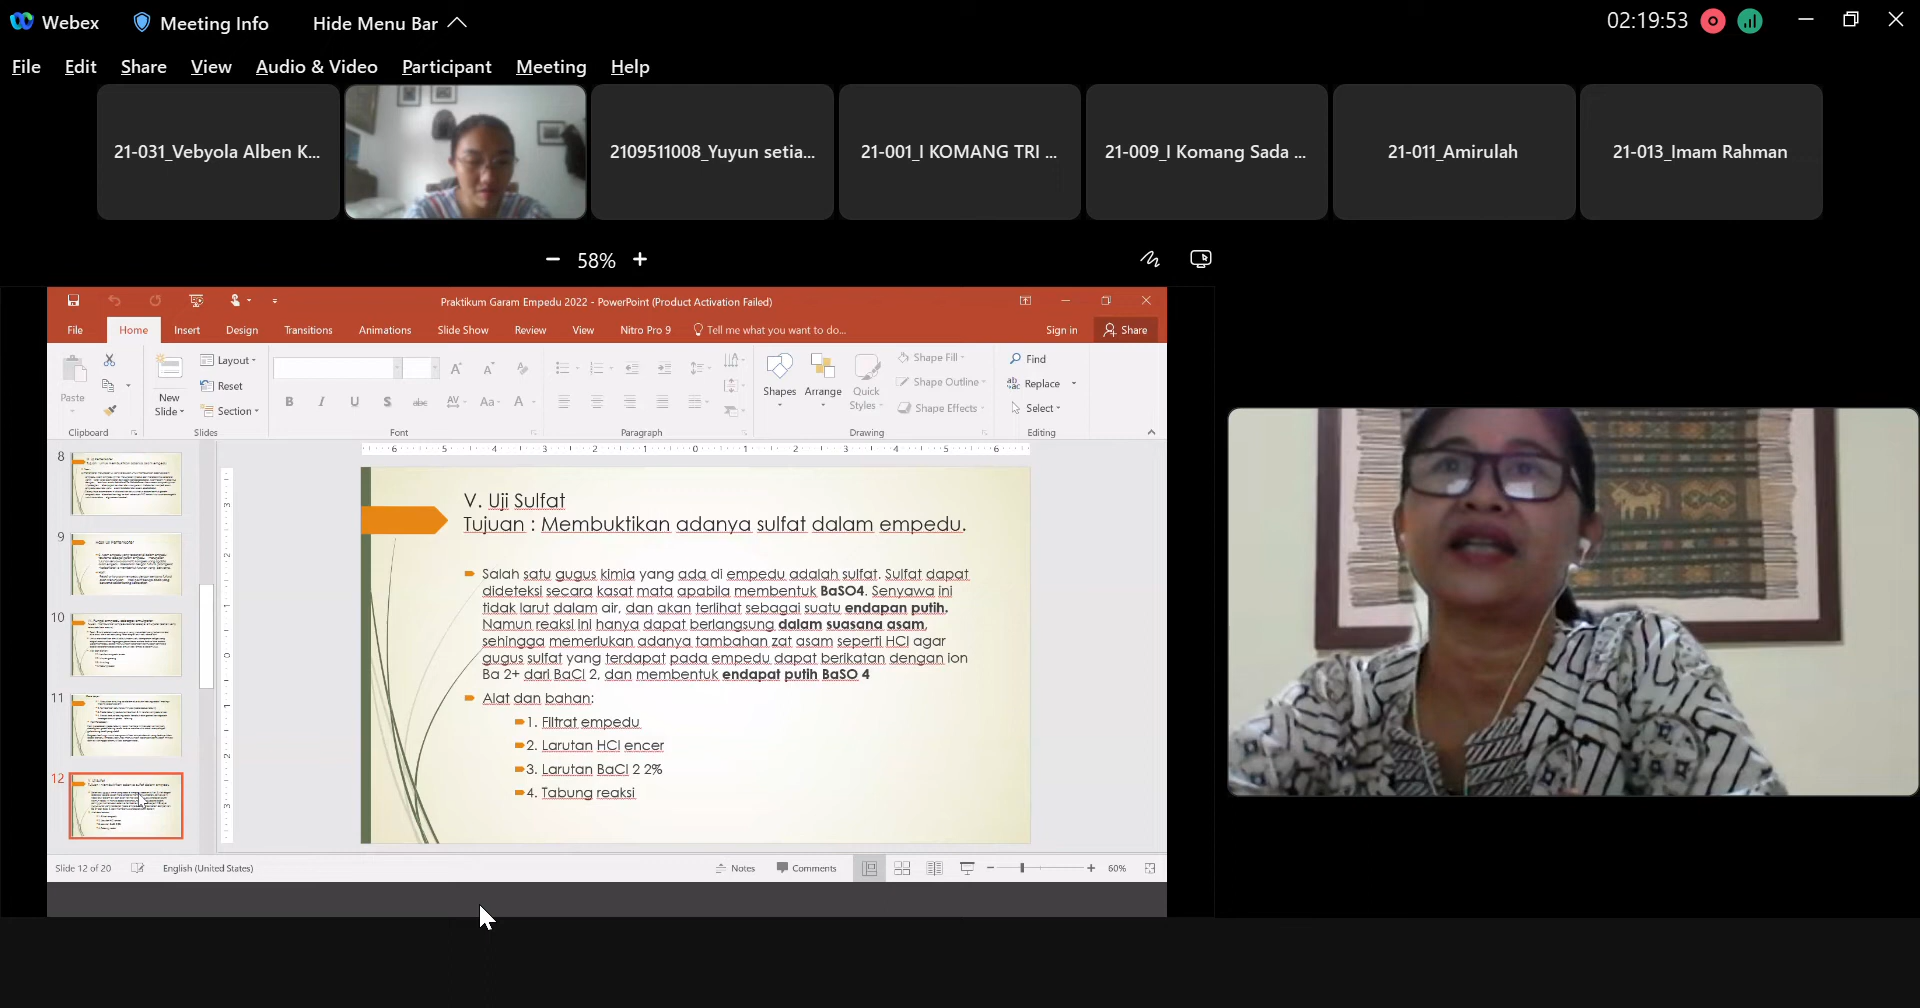 Webex Meeting Info Hide Menu Bar 02:19:53
File Edit Share View Audio & Video Participant Meeting Help
21-031_Vebyola Alben K...
2109511008_Yuyun setia...
21-001_I KOMANG TRI ...
21-009_I Komang Sada ...
21-011_Amirulah
21-013_Imam Rahman
58%
Praktikum Garam Empedu 2022 - PowerPoint (Product Activation Failed)
File Home Insert Design Transitions Animations Slide Show Review View Nitro Pro 9 Tell me what you want to do... Sign in Share
Paste
Clipboard
New Slide
Layout
Reset
Section
Slides
Font
Paragraph
Shapes
Arrange
Quick Styles
Shape Fill
Shape Outline
Shape Effects
Drawing
Find
Replace
Select
Editing
8
9
10
11
12
V. Uji Sulfat
Tujuan : Membuktikan adanya sulfat dalam empedu.
Salah satu gugus kimia yang ada di empedu adalah sulfat. Sulfat dapat
dideteksi secara kasat mata apabila membentuk BaSO4. Senyawa ini
tidak larut dalam air, dan akan terlihat sebagai suatu endapan putih.
Namun reaksi ini hanya dapat berlangsung dalam suasana asam,
sehingga memerlukan adanya tambahan zat asam seperti HCl agar
gugus sulfat yang terdapat pada empedu dapat berikatan dengan ion
Ba 2+ dari BaCl 2, dan membentuk endapat putih BaSO 4
Alat dan bahan:
1. Filtrat empedu
2. Larutan HCl encer
3. Larutan BaCl 2 2%
4. Tabung reaksi
Slide 12 of 20 English (United States) Notes Comments 60%